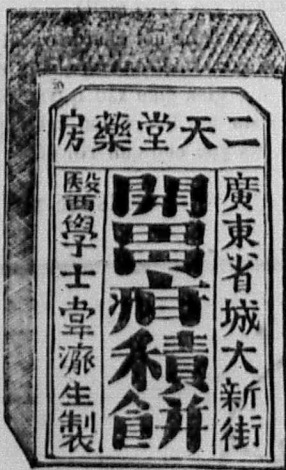 二天堂藥房
廣東省城大新街
開胃疳積餅
醫學士韋生製